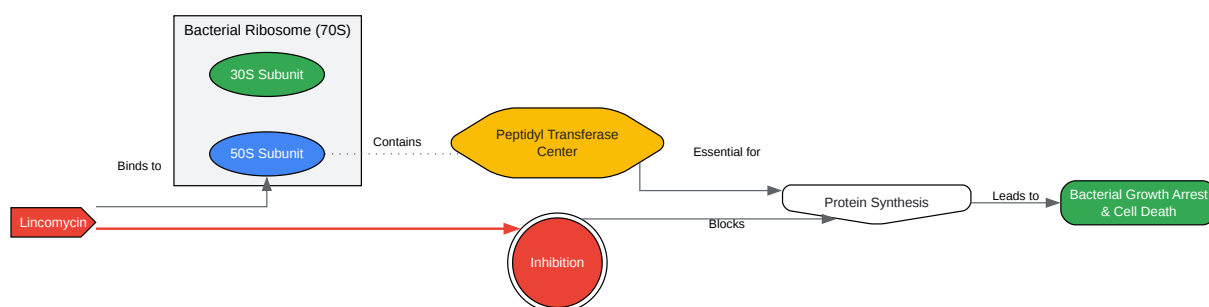 Bacterial Ribosome (70S)
30S Subunit
50S Subunit
Contains
Peptidyl Transferase
Center
Essential for
Binds to
Lincomycin
Inhibition
Blocks
Protein Synthesis
Leads to
Bacterial Growth Arrest
& Cell Death